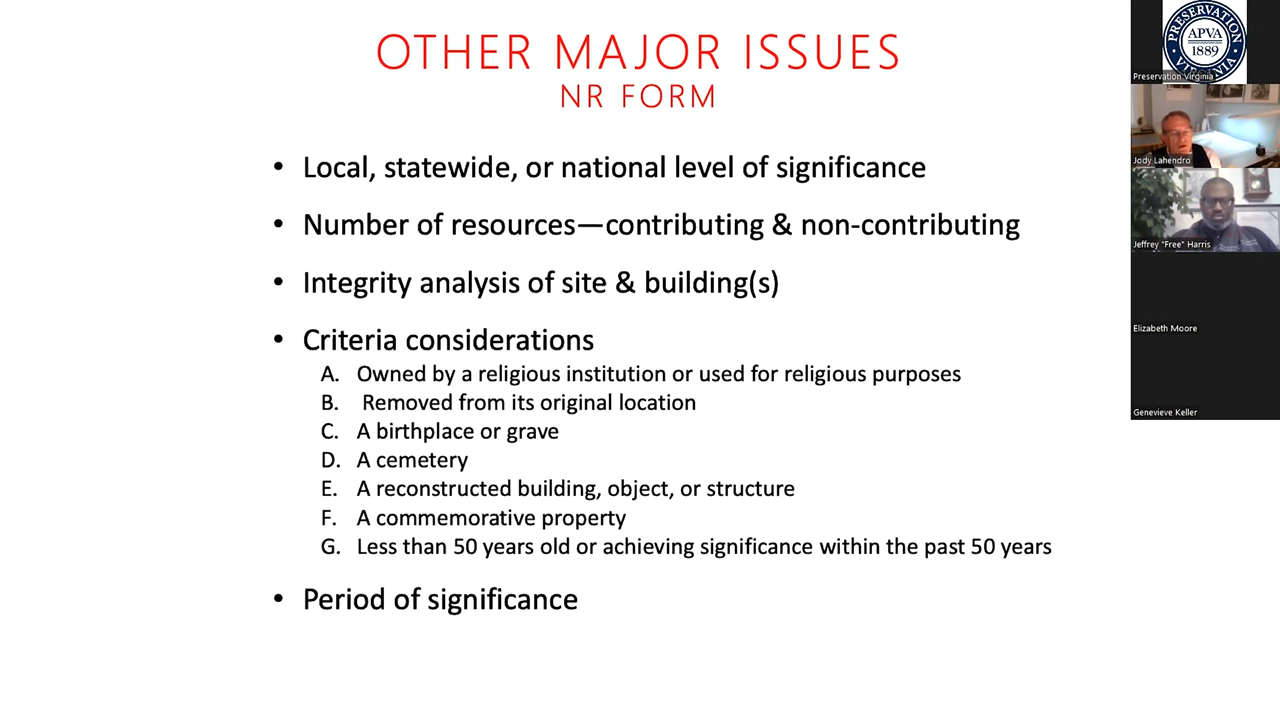 OTHER MAJOR ISSUES
NR FORM
• Local, statewide, or national level of significance
• Number of resources—contributing & non-contributing
• Integrity analysis of site & building(s)
• Criteria considerations
A. Owned by a religious institution or used for religious purposes
B. Removed from its original location
C. A birthplace or grave
D. A cemetery
E. A reconstructed building, object, or structure
F. A commemorative property
G. Less than 50 years old or achieving significance within the past 50 years
• Period of significance
PRESERVATION
APVA
1889
VIRGINIA
Preservation Virginia
Jody Lahendro
Jeffrey "Free" Harris
Elizabeth Moore
Genevieve Keller